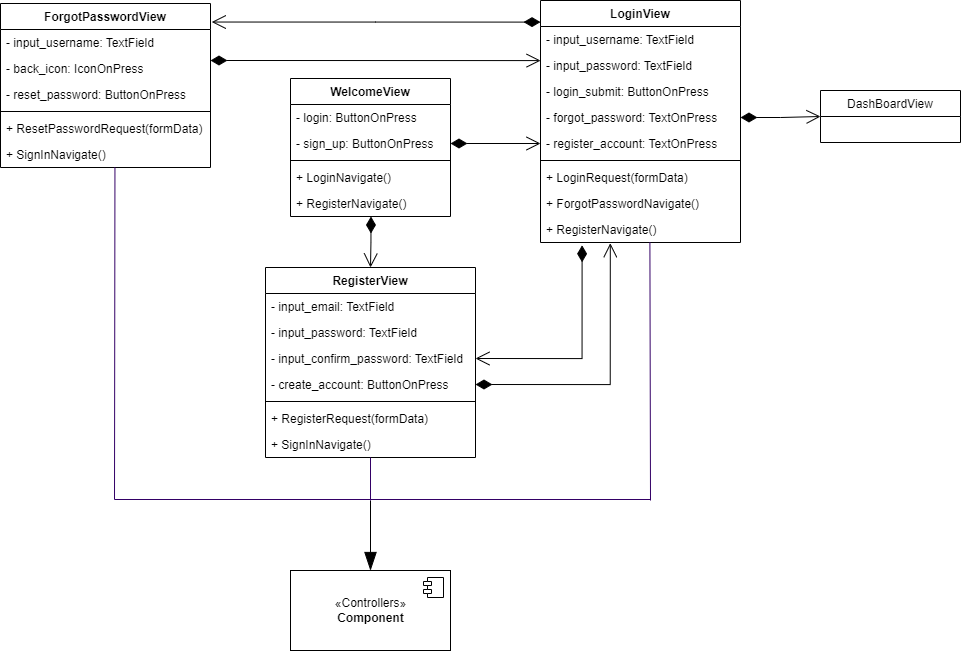 ForgotPasswordView
- input_username: TextField
- back_icon: IconOnPress
- reset_password: ButtonOnPress
+ ResetPasswordRequest(formData)
+ SignInNavigate()
LoginView
- input_username: TextField
- input_password: TextField
- login_submit: ButtonOnPress
- forgot_password: TextOnPress
- register_account: TextOnPress
+ LoginRequest(formData)
+ ForgotPasswordNavigate()
+ RegisterNavigate()
WelcomeView
- login: ButtonOnPress
- sign_up: ButtonOnPress
+ LoginNavigate()
+ RegisterNavigate()
DashBoardView
RegisterView
- input_email: TextField
- input_password: TextField
- input_confirm_password: TextField
- create_account: ButtonOnPress
+ RegisterRequest(formData)
+ SignInNavigate()
«Controllers»
Component